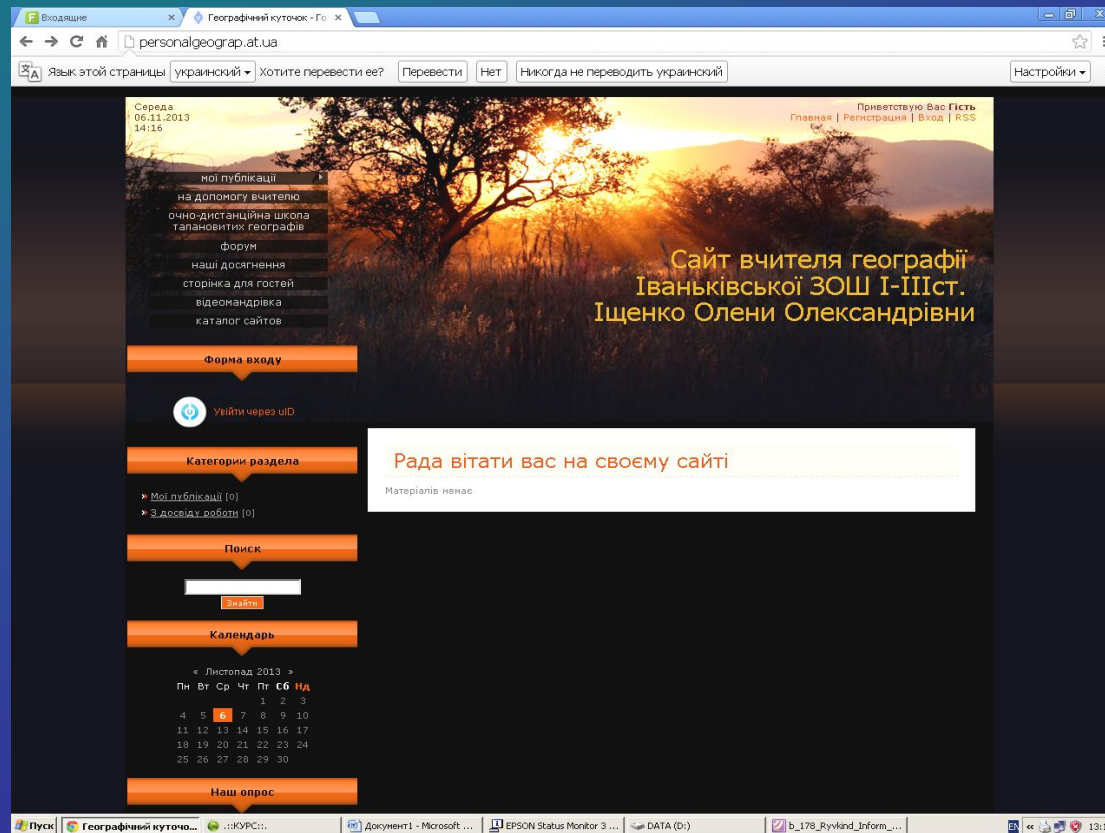 Входящие
Географічний куточок - Го
personalgeograp.at.ua
Язык этой страницы украинский Хотите перевести ее? Перевести Нет Никогда не переводить украинский Настройки
Середа
06.11.2013
14:16
Приветствую Вас Гість
Главная | Регистрация | Вход | RSS
мої публікації
на допомогу вчителю
очно-дистанційна школа
талановитих географів
форум
наші досягнення
сторінка для гостей
відеомандрівка
каталог сайтов
Сайт вчителя географії
Іваньківської ЗОШ І-ІІІст.
Іщенко Олени Олександрівни
Форма входу
Увійти через uID
Категории раздела
Мої публікації [0]
З досвіду роботи [0]
Рада вітати вас на своєму сайті
Матеріалів немає
Поиск
Знайти
Календарь
« Листопад 2013 »
Пн Вт Ср Чт Пт Сб Нд
1 2 3
4 5 6 7 8 9 10
11 12 13 14 15 16 17
18 19 20 21 22 23 24
25 26 27 28 29 30
Наш опрос
Пуск Географічний куточо... .::КУРС::. Документ1 - Microsoft ... EPSON Status Monitor 3 ... DATA (D:) b_178_Ryvkind_Inform_... EN «